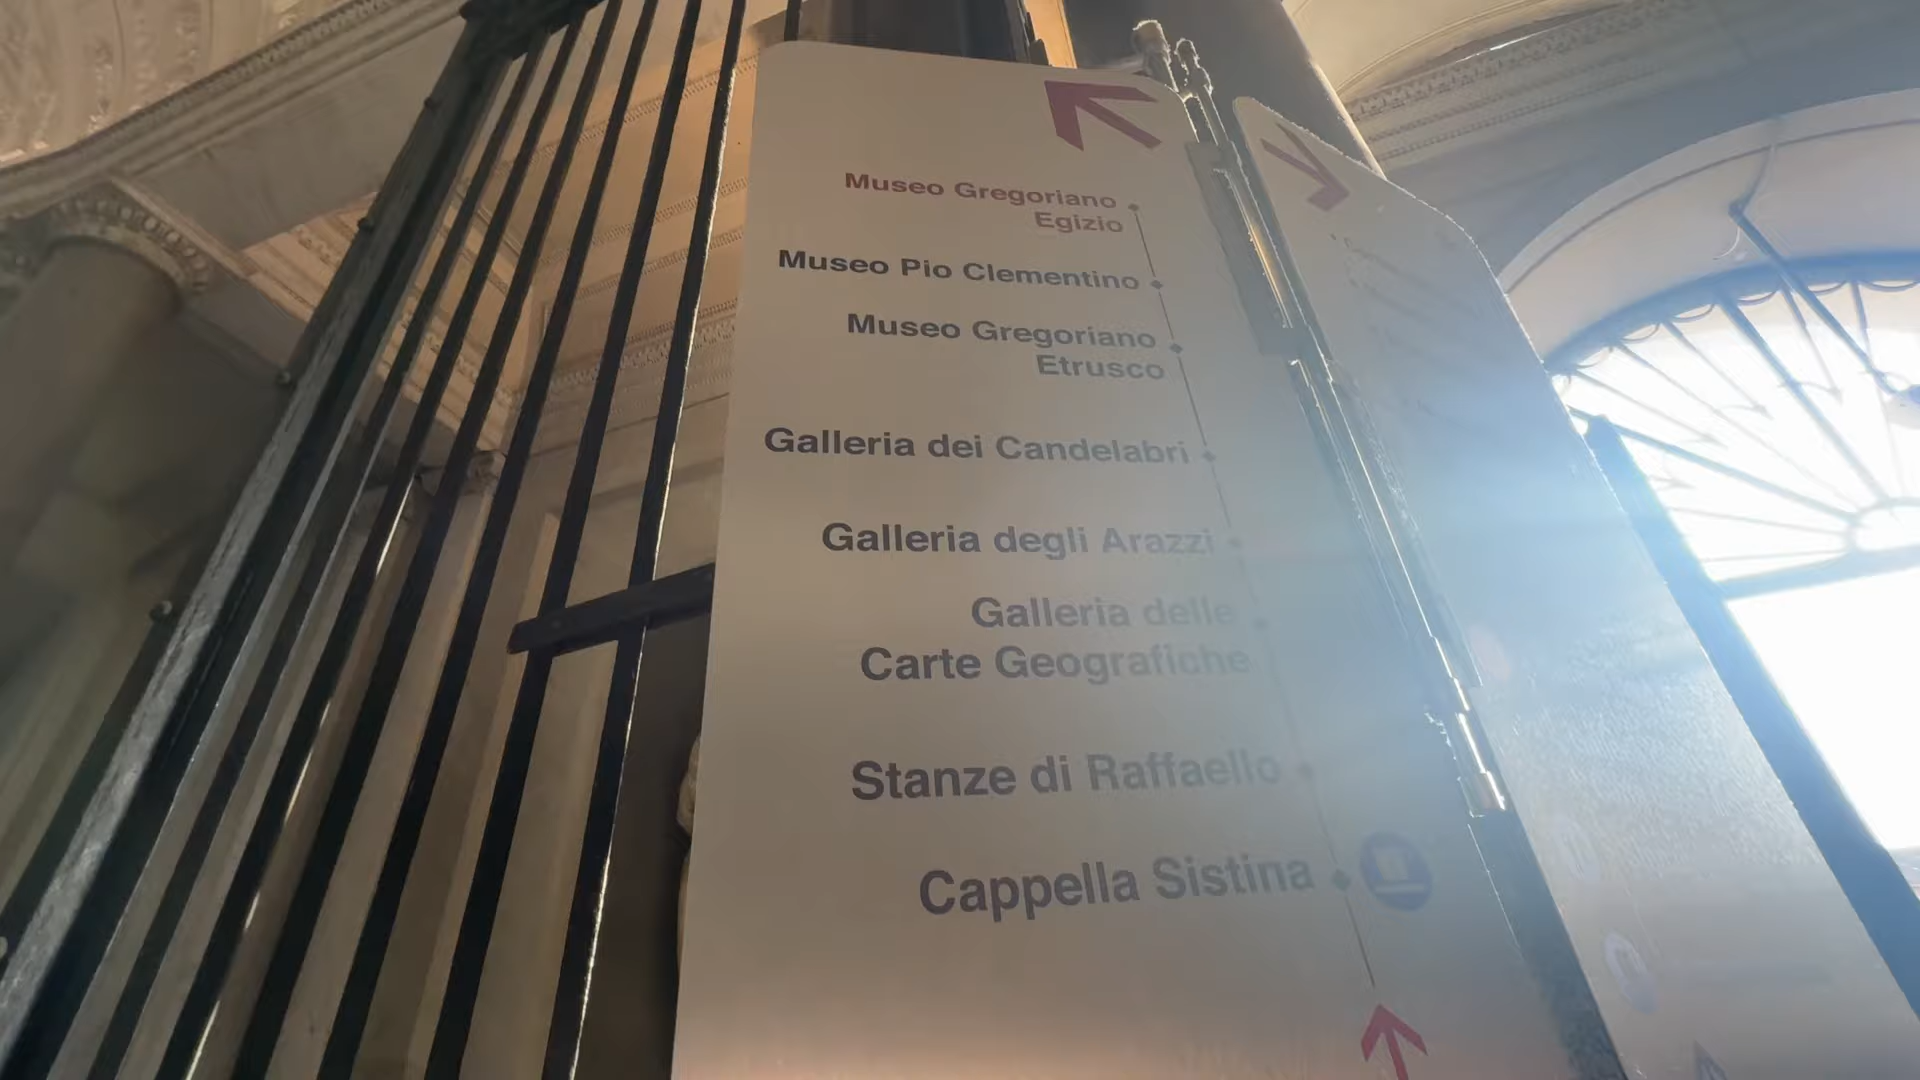 Museo Gregoriano
Egizio
Museo Pio Clementino
Museo Gregoriano
Etrusco
Galleria dei Candelabri
Galleria degli Arazzi
Galleria delle
Carte Geografiche
Stanze di Raffaello
Cappella Sistina